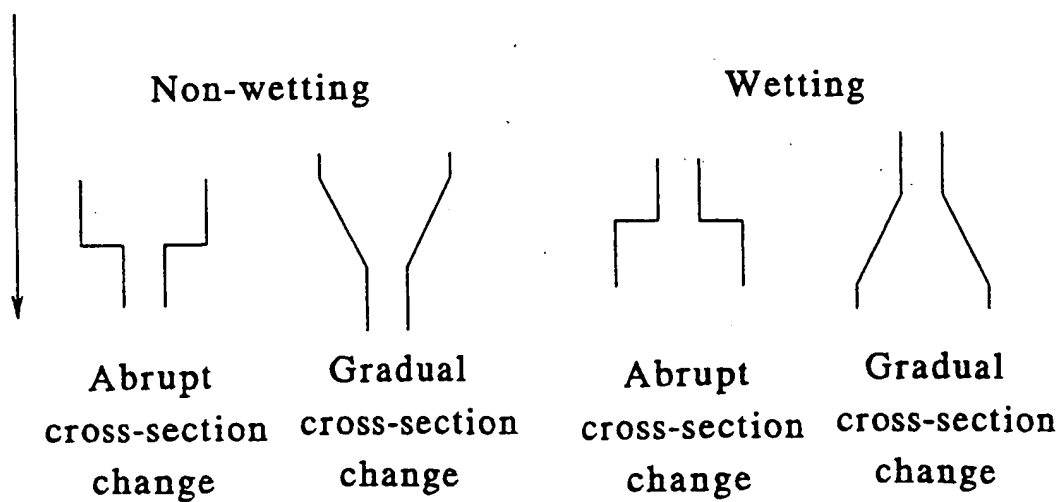 Non-wetting
Wetting
Abrupt
cross-section
change
Gradual
cross-section
change
Abrupt
cross-section
change
Gradual
cross-section
change